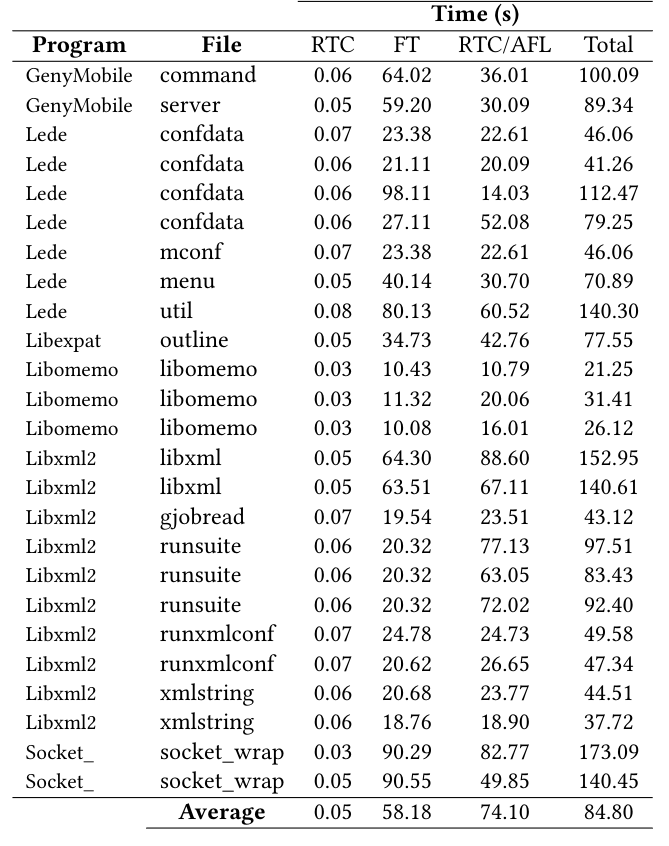 Time (s)
Program File RTC FT RTC/AFL Total
GenyMobile command 0.06 64.02 36.01 100.09
GenyMobile server 0.05 59.20 30.09 89.34
Lede confdata 0.07 23.38 22.61 46.06
Lede confdata 0.06 21.11 20.09 41.26
Lede confdata 0.06 98.11 14.03 112.47
Lede confdata 0.06 27.11 52.08 79.25
Lede mconf 0.07 23.38 22.61 46.06
Lede menu 0.05 40.14 30.70 70.89
Lede util 0.08 80.13 60.52 140.30
Libexpat outline 0.05 34.73 42.76 77.55
Libomemo libomemo 0.03 10.43 10.79 21.25
Libomemo libomemo 0.03 11.32 20.06 31.41
Libomemo libomemo 0.03 10.08 16.01 26.12
Libxml2 libxml 0.05 64.30 88.60 152.95
Libxml2 libxml 0.05 63.51 67.11 140.61
Libxml2 gjobread 0.07 19.54 23.51 43.12
Libxml2 runsuite 0.06 20.32 77.13 97.51
Libxml2 runsuite 0.06 20.32 63.05 83.43
Libxml2 runsuite 0.06 20.32 72.02 92.40
Libxml2 runxmlconf 0.07 24.78 24.73 49.58
Libxml2 runxmlconf 0.07 20.62 26.65 47.34
Libxml2 xmlstring 0.06 20.68 23.77 44.51
Libxml2 xmlstring 0.06 18.76 18.90 37.72
Socket_ socket_wrap 0.03 90.29 82.77 173.09
Socket_ socket_wrap 0.05 90.55 49.85 140.45
Average 0.05 58.18 74.10 84.80